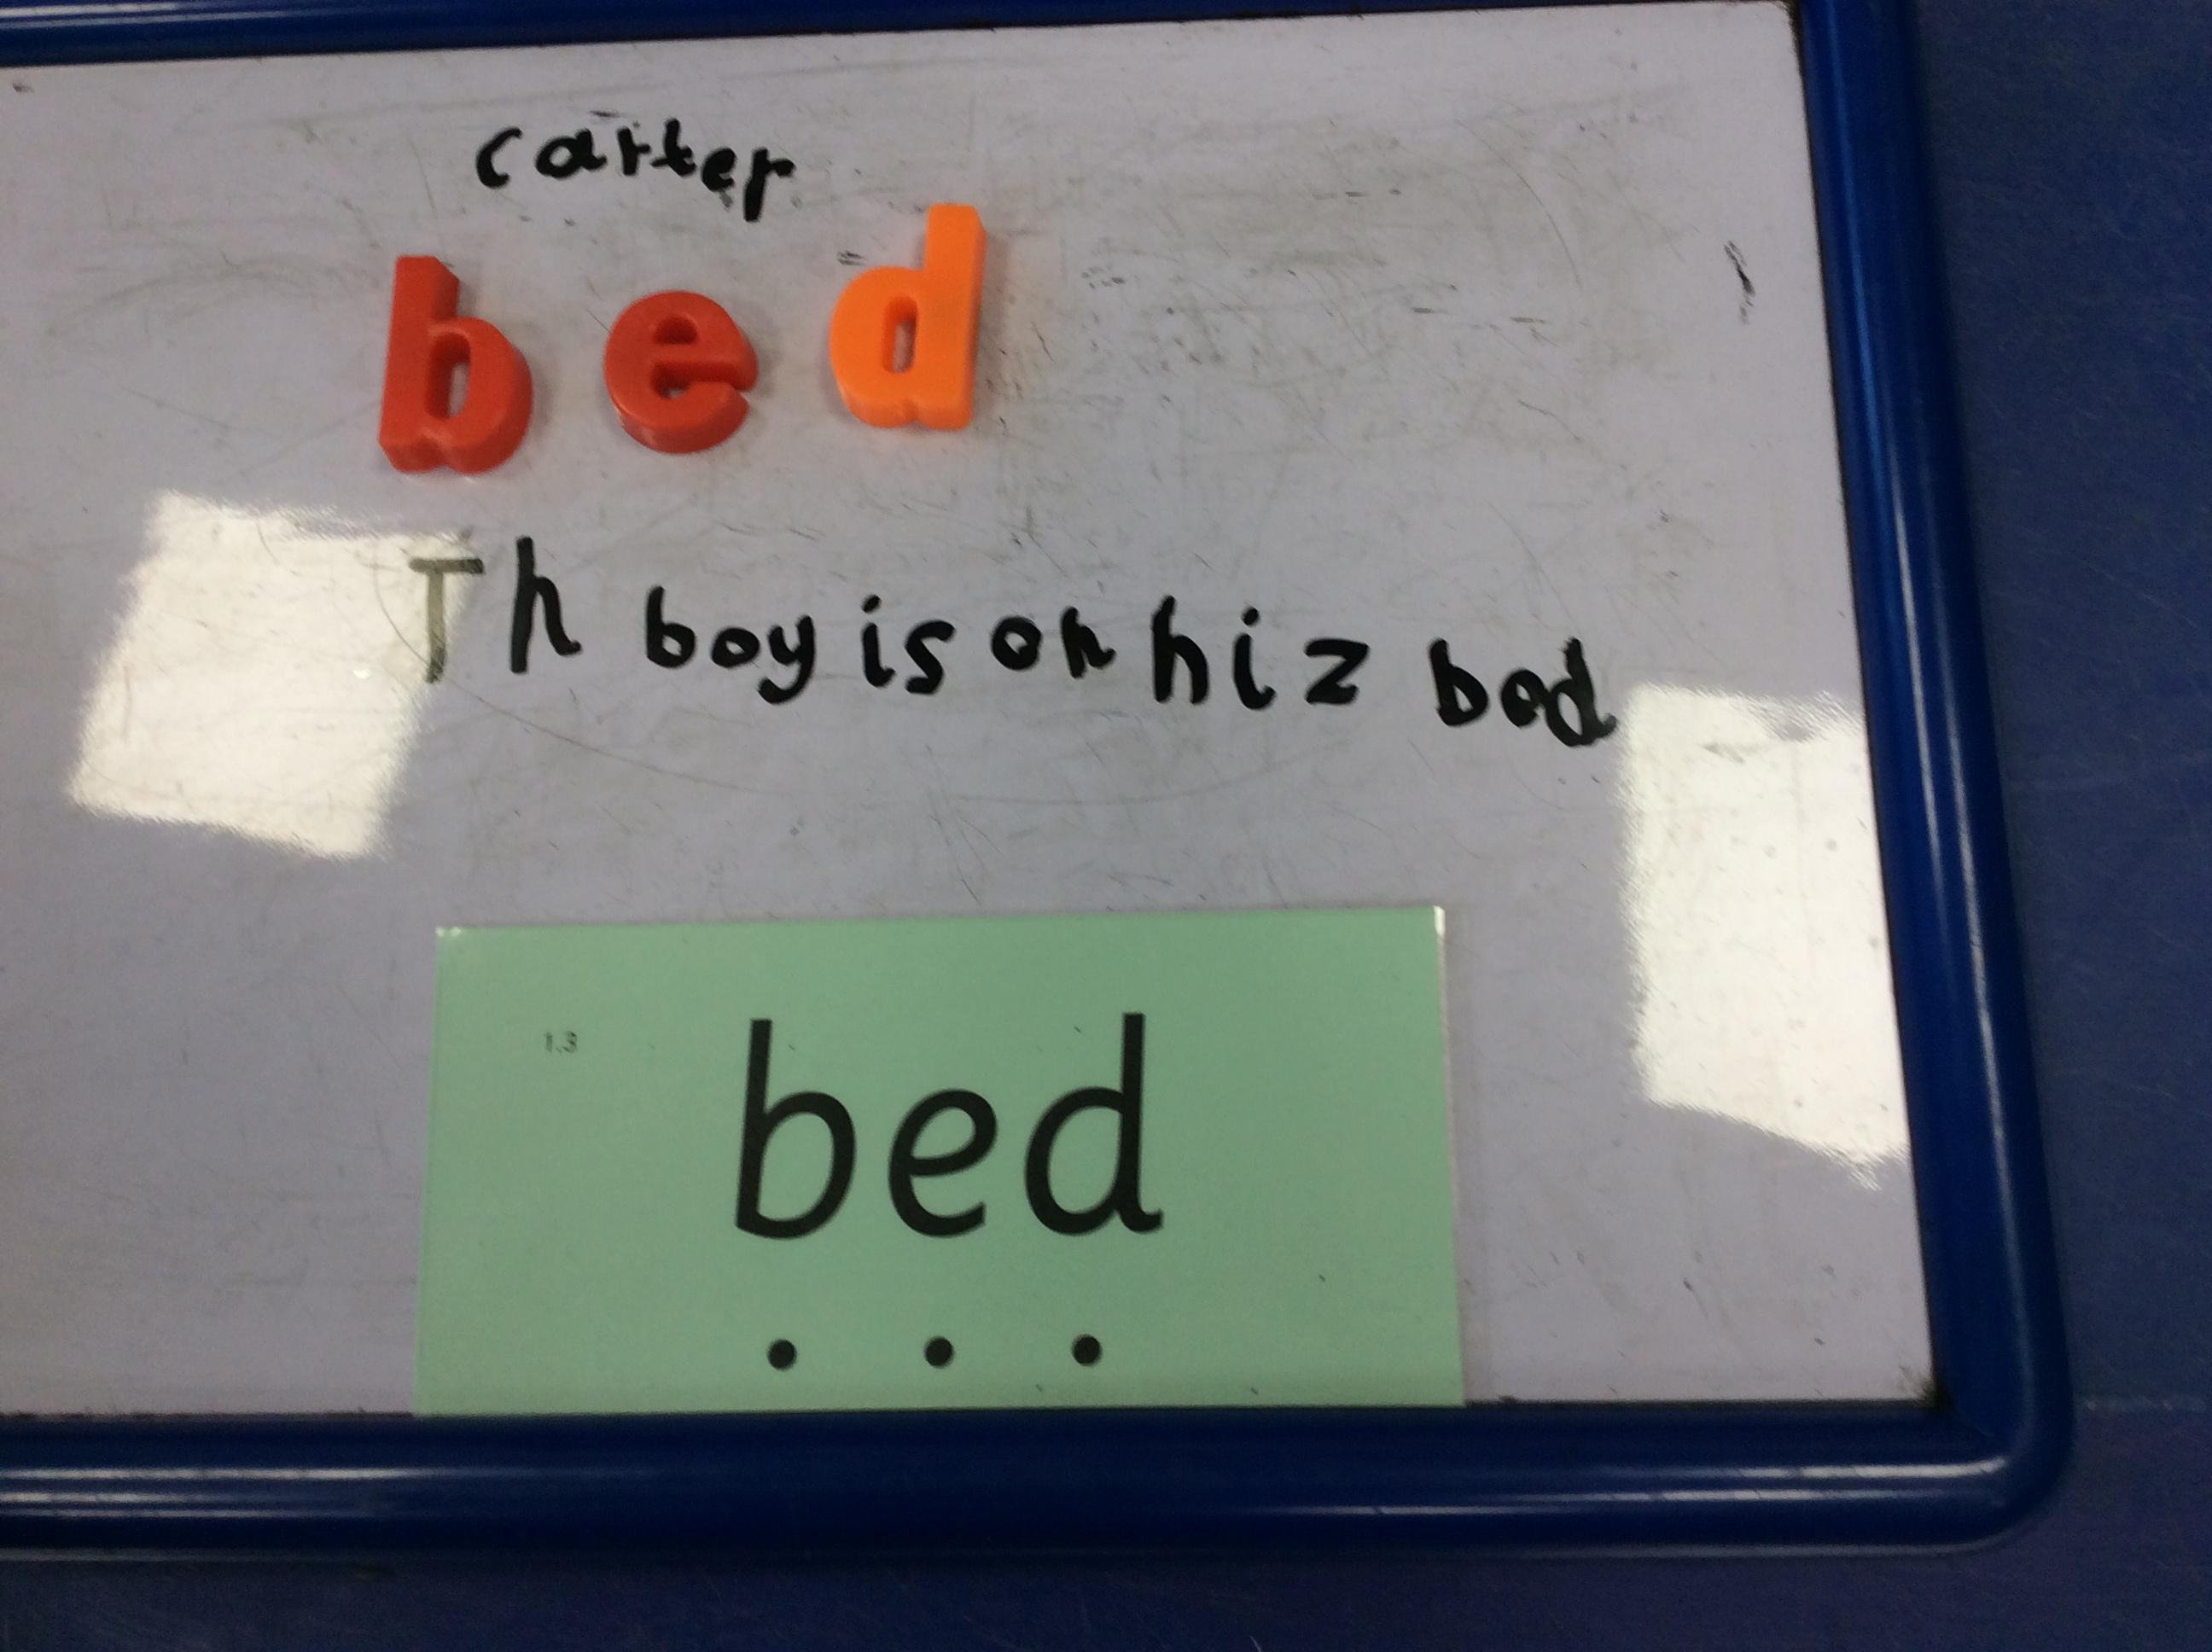 carter
bed
Th boy is on hiz bed
1.3
bed